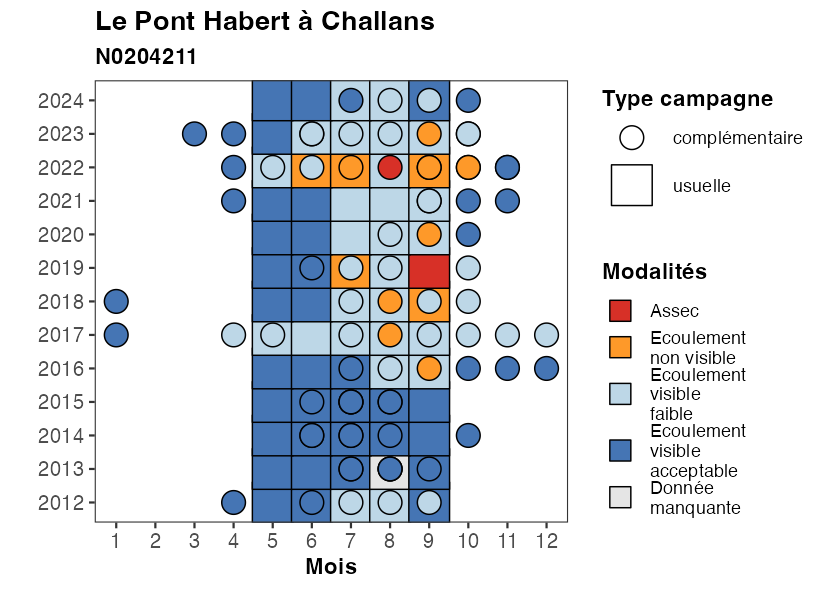 Le Pont Habert à Challans
N0204211
2024
2023
2022
2021
2020
2019
2018
2017
2016
2015
2014
2013
2012
1 2 3 4 5 6 7 8 9 10 11 12
Mois
Type campagne
complémentaire
usuelle
Modalités
Assec
Ecoulement
non visible
Ecoulement
visible
faible
Ecoulement
visible
acceptable
Donnée
manquante